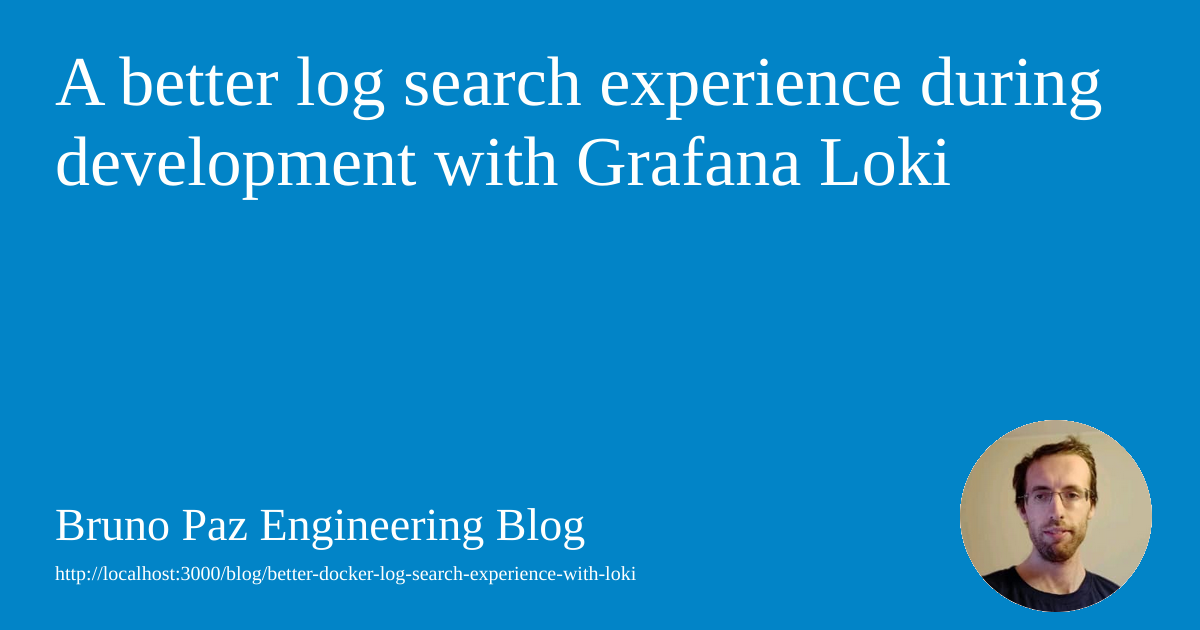 A better log search experience during
development with Grafana Loki
Bruno Paz Engineering Blog
http://localhost:3000/blog/better-docker-log-search-experience-with-loki